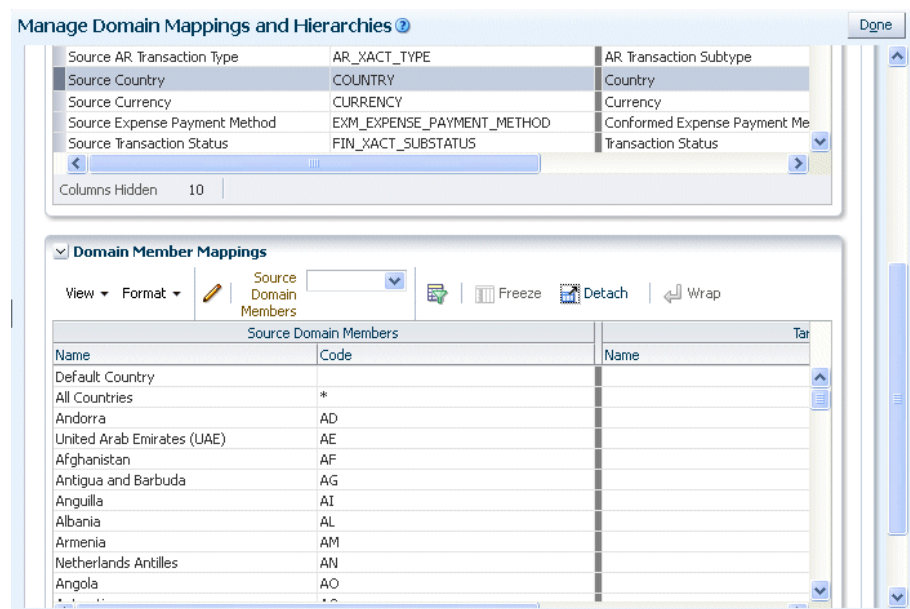 Manage Domain Mappings and Hierarchies
Done
Source AR Transaction Type AR_XACT_TYPE AR Transaction Subtype
Source Country COUNTRY Country
Source Currency CURRENCY Currency
Source Expense Payment Method EXM_EXPENSE_PAYMENT_METHOD Conformed Expense Payment Me
Source Transaction Status FIN_XACT_SUBSTATUS Transaction Status
Columns Hidden 10
Domain Member Mappings
View Format Source Domain Members Freeze Detach Wrap
Source Domain Members Tar
Name Code Name
Default Country
All Countries *
Andorra AD
United Arab Emirates (UAE) AE
Afghanistan AF
Antigua and Barbuda AG
Anguilla AI
Albania AL
Armenia AM
Netherlands Antilles AN
Angola AO